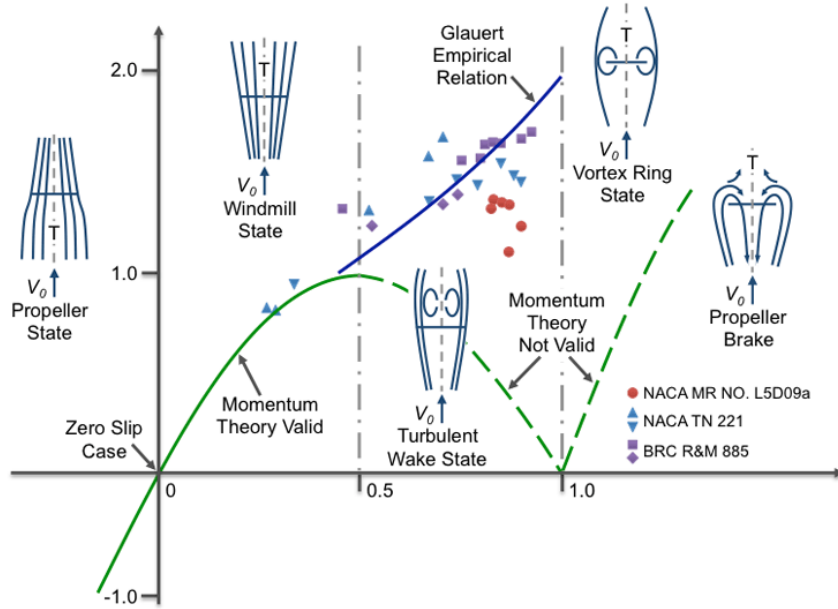 Glauert
Empirical
Relation
2.0
T
T
V0
Windmill
State
V0
Vortex Ring
State
T
V0
Propeller
State
1.0
T
V0
Propeller
Brake
Momentum
Theory
Not Valid
Momentum
Theory Valid
V0
Turbulent
Wake State
Zero Slip
Case
NACA MR NO. L5D09a
NACA TN 221
BRC R&M 885
0
0.5
1.0
-1.0